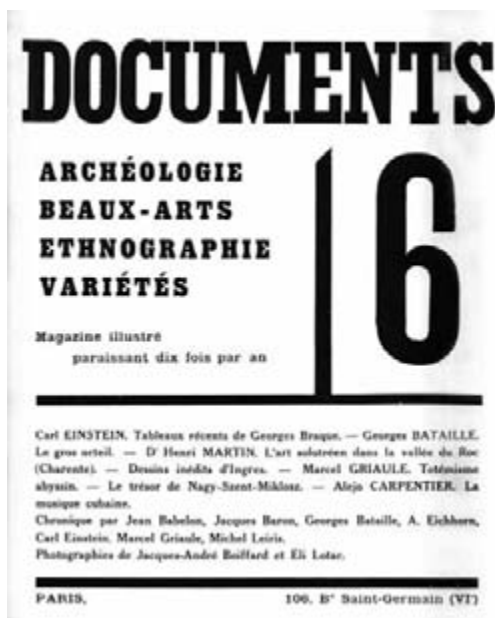 DOCUMENTS
ARCHÉOLOGIE
BEAUX-ARTS
ETHNOGRAPHIE
VARIÉTÉS
6
Magazine illustré
paraissant dix fois par an
Carl EINSTEIN. Tableaux récents de Georges Braque. — Georges BATAILLE.
Le gros orteil. — Dr Henri MARTIN. L'art solutréen dans la vallée du Roc
(Charente). — Dessins inédits d'Ingres. — Marcel GRIAULE. Totémisme
abyssin. — Le trésor de Nagy-Szent-Miklosz. — Alejo CARPENTIER. La
musique cubaine.
Chronique par Jean Babelon, Jacques Baron, Georges Bataille, A. Eichhorn,
Carl Einstein, Marcel Griaule, Michel Leiris.
Photographies de Jacques-André Boiffard et Eli Lotar.
PARIS, 106, Bd Saint-Germain (VIe)